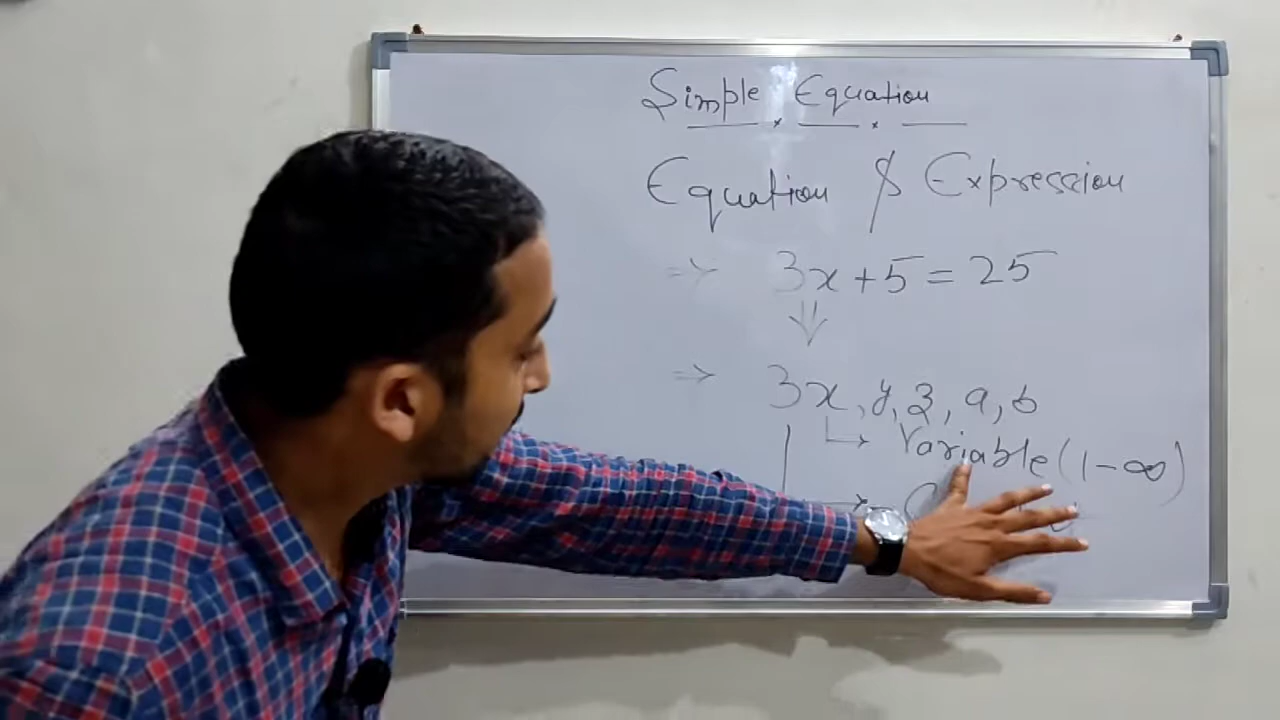 Simple Equation
Equation & Expression
=> 3x + 5 = 25
=> 3x, y, z, a, b
Variable (1-∞)